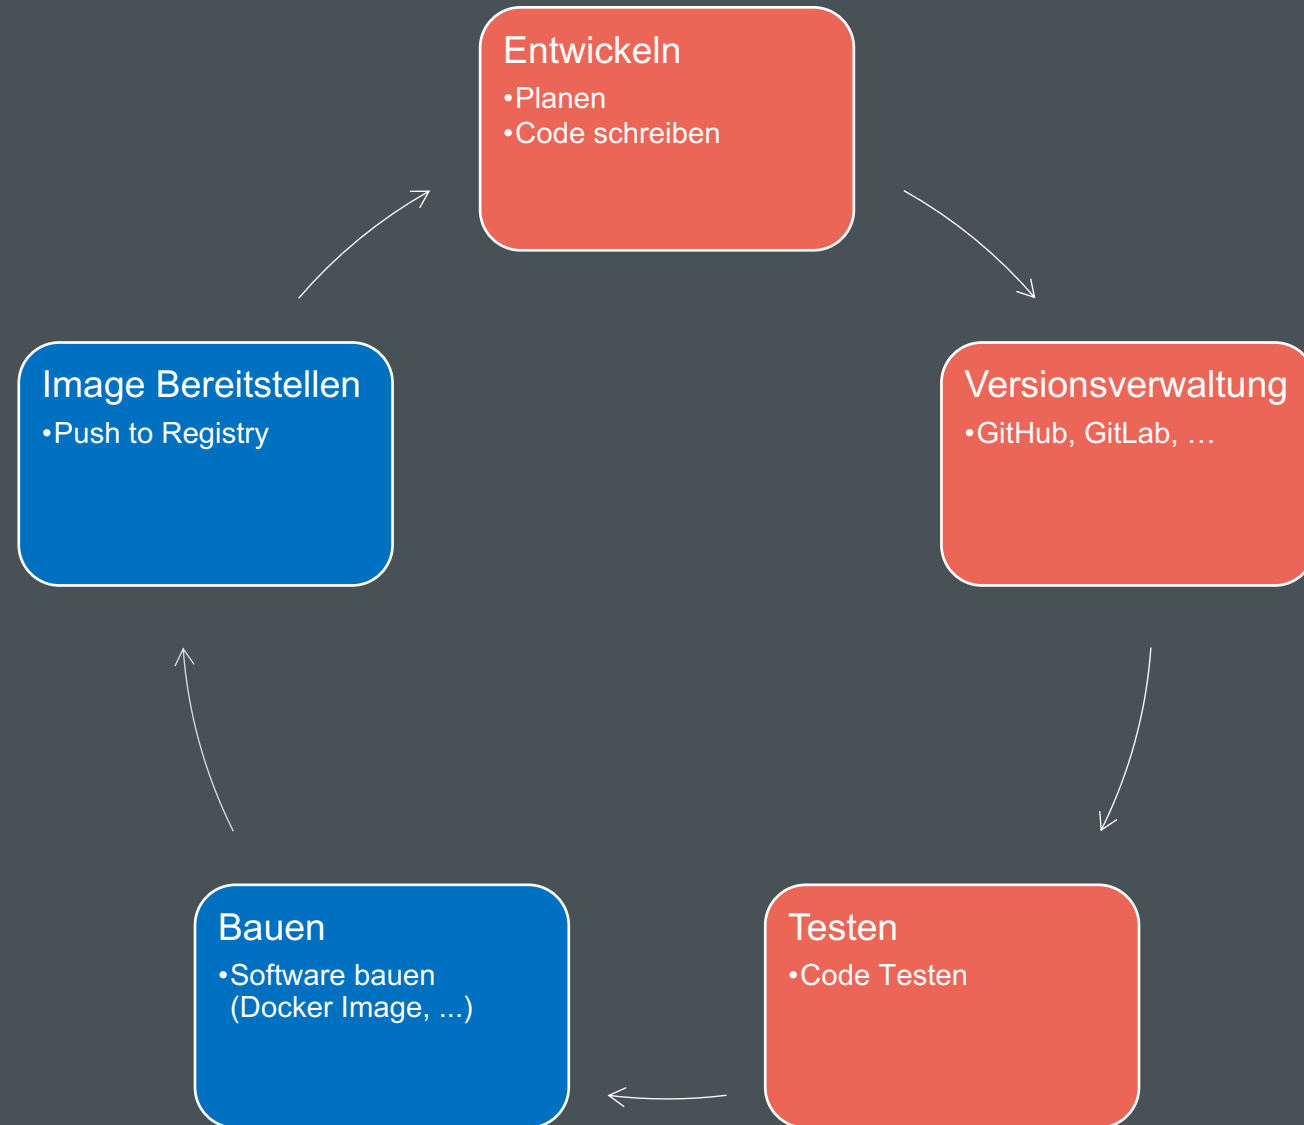 Entwickeln
•Planen
•Code schreiben
Versionsverwaltung
•GitHub, GitLab, …
Testen
•Code Testen
Bauen
•Software bauen
(Docker Image, ...)
Image Bereitstellen
•Push to Registry